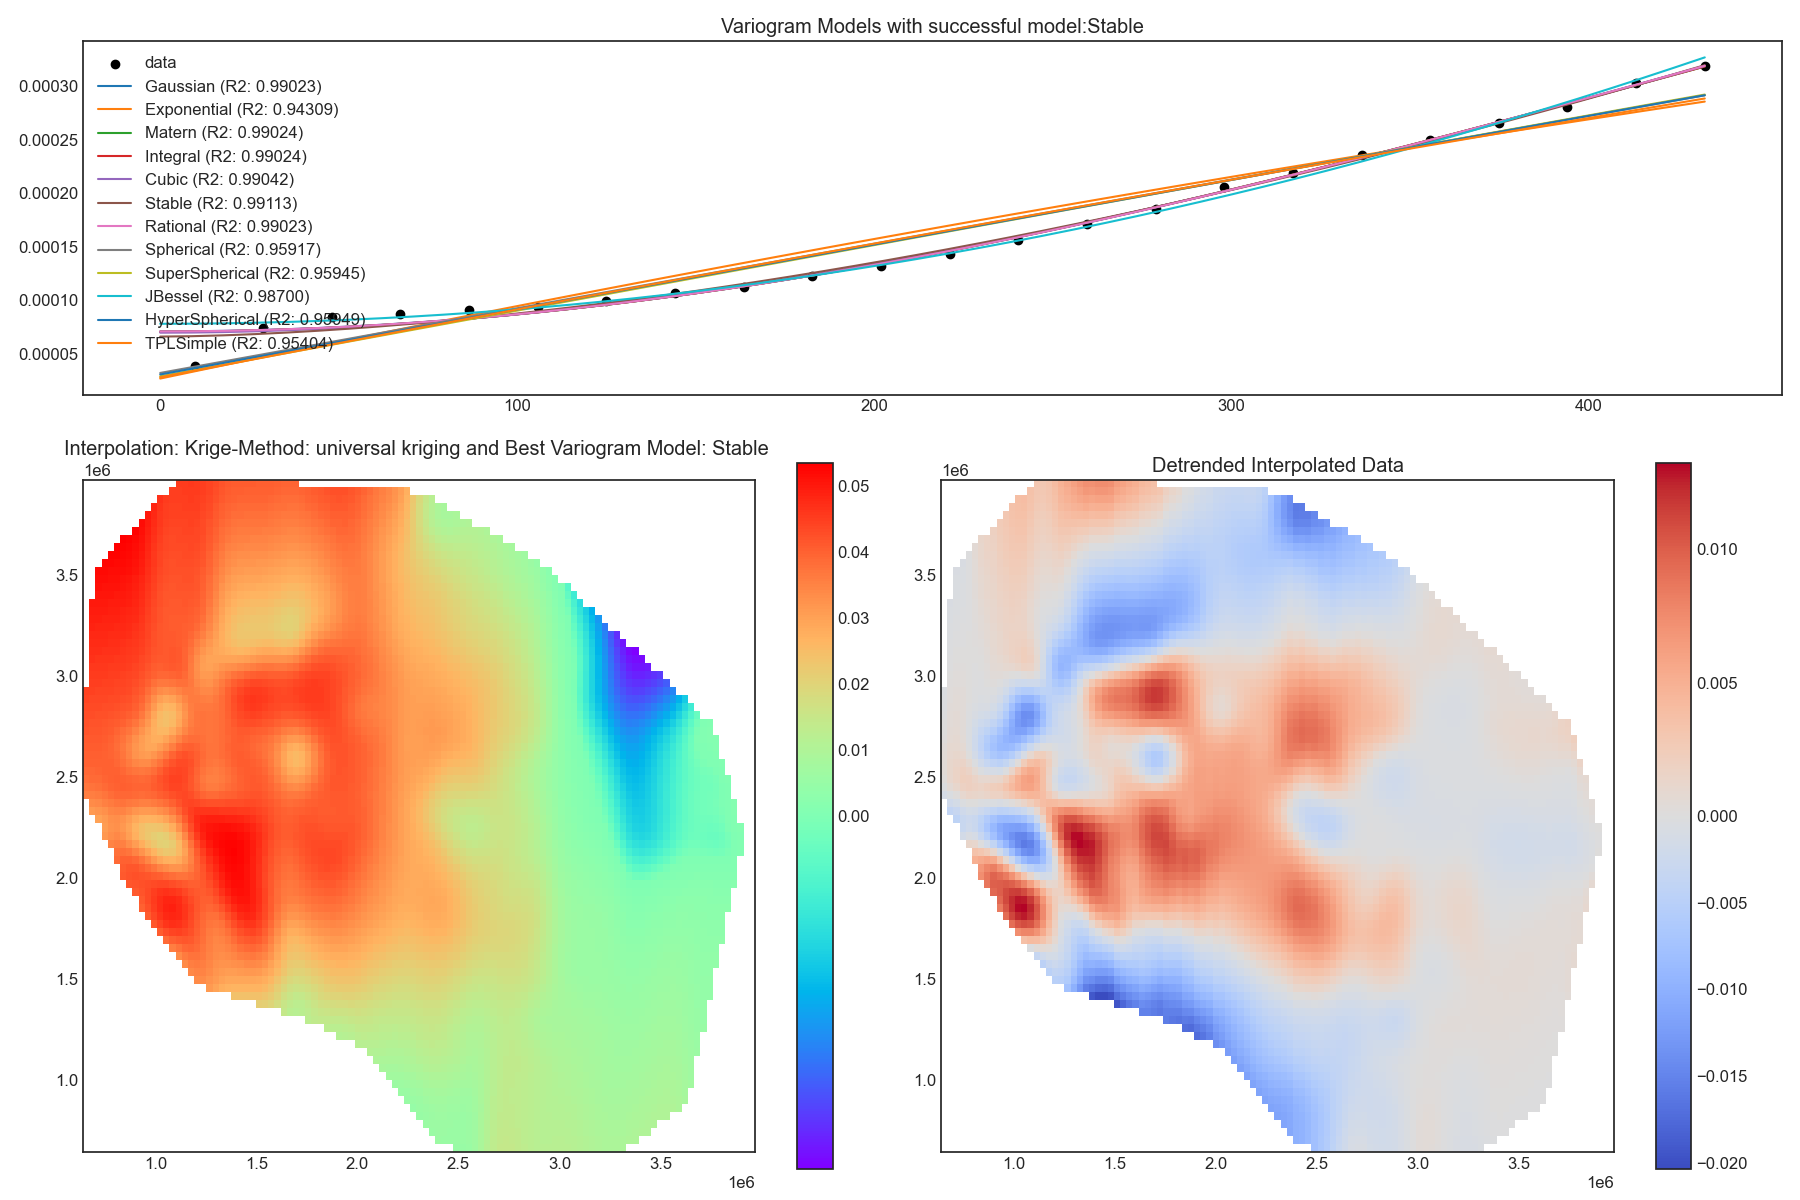 Variogram Models with successful model:Stable
data
Gaussian (R2: 0.99023)
Exponential (R2: 0.94309)
Matern (R2: 0.99024)
Integral (R2: 0.99024)
Cubic (R2: 0.99042)
Stable (R2: 0.99113)
Rational (R2: 0.99023)
Spherical (R2: 0.95917)
SuperSpherical (R2: 0.95945)
JBessel (R2: 0.98700)
HyperSpherical (R2: 0.95949)
TPLSimple (R2: 0.95404)
0.00030
0.00025
0.00020
0.00015
0.00010
0.00005
0 100 200 300 400
Interpolation: Krige-Method: universal kriging and Best Variogram Model: Stable
1e6
3.5
3.0
2.5
2.0
1.5
1.0
1.0 1.5 2.0 2.5 3.0 3.5
1e6
0.05
0.04
0.03
0.02
0.01
0.00
Detrended Interpolated Data
1e6
3.5
3.0
2.5
2.0
1.5
1.0
1.0 1.5 2.0 2.5 3.0 3.5
1e6
0.010
0.005
0.000
−0.005
−0.010
−0.015
−0.020